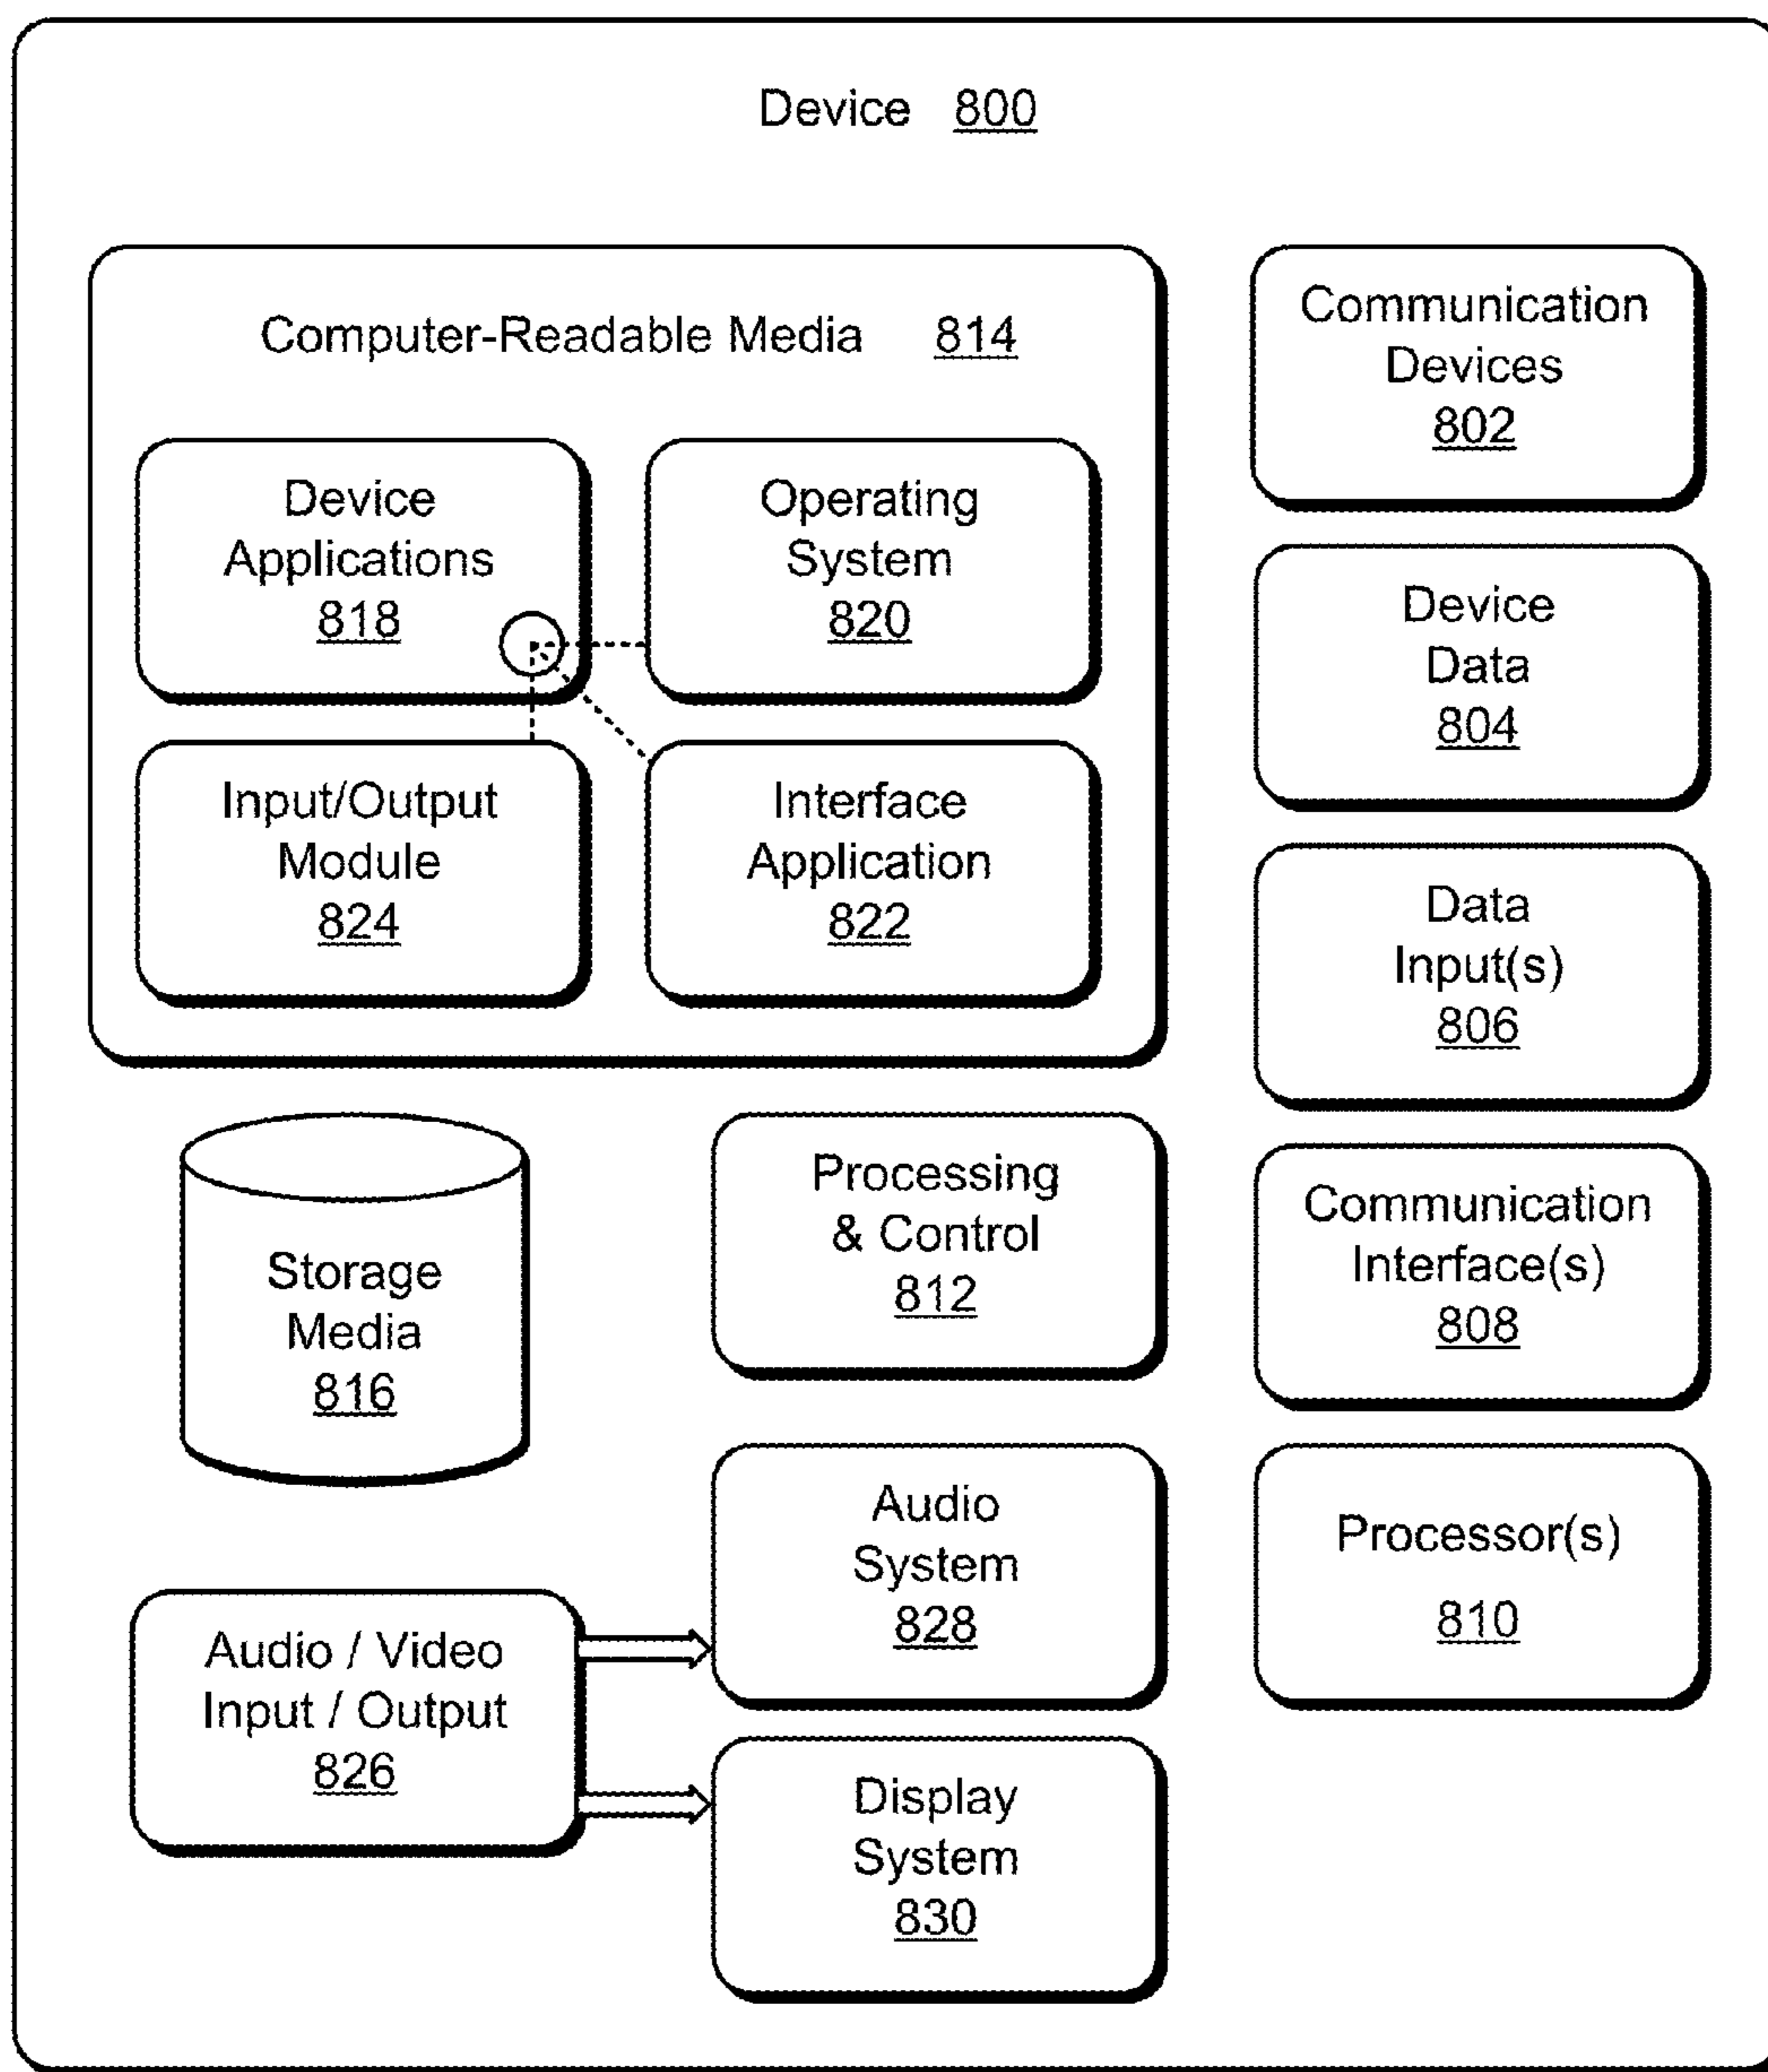 Device 800
Computer-Readable Media 814
Device
Applications
818
Operating
System
820
Input/Output
Module
824
Interface
Application
822
Storage
Media
816
Processing
& Control
812
Audio / Video
Input / Output
826
Audio
System
828
Display
System
830
Communication
Devices
802
Device
Data
804
Data
Input(s)
806
Communication
Interface(s)
808
Processor(s)
810